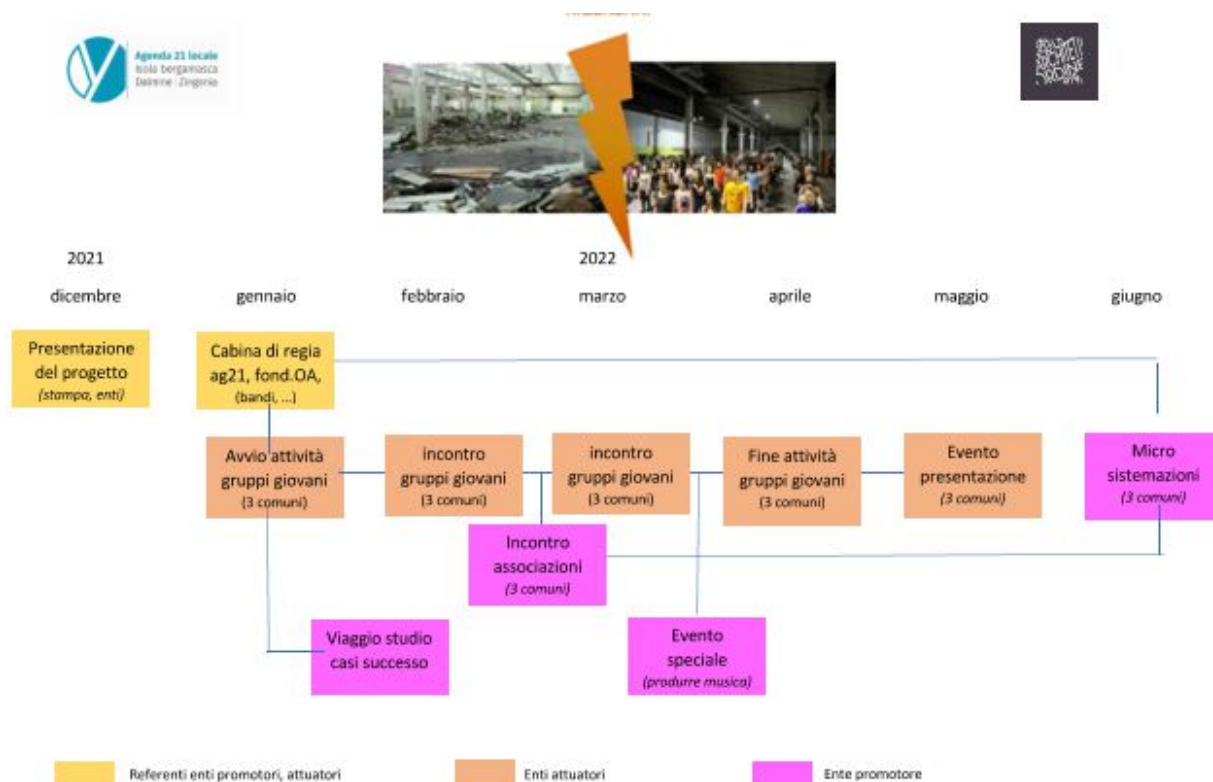 Agenda 21 locale
Isola bergamasca
Dalmine Zingonia
2021
2022
dicembre
gennaio
febbraio
marzo
aprile
maggio
giugno
Presentazione
del progetto
(stampa, enti)
Cabina di regia
ag21, fond.OA,
(bandi, ...)
Avvio attività
gruppi giovani
(3 comuni)
incontro
gruppi giovani
(3 comuni)
incontro
gruppi giovani
(3 comuni)
Fine attività
gruppi giovani
(3 comuni)
Evento
presentazione
(3 comuni)
Micro
sistemazioni
(3 comuni)
Incontro
associazioni
(3 comuni)
Viaggio studio
casi successo
Evento
speciale
(produrre musica)
Referenti enti promotori, attuatori
Enti attuatori
Ente promotore